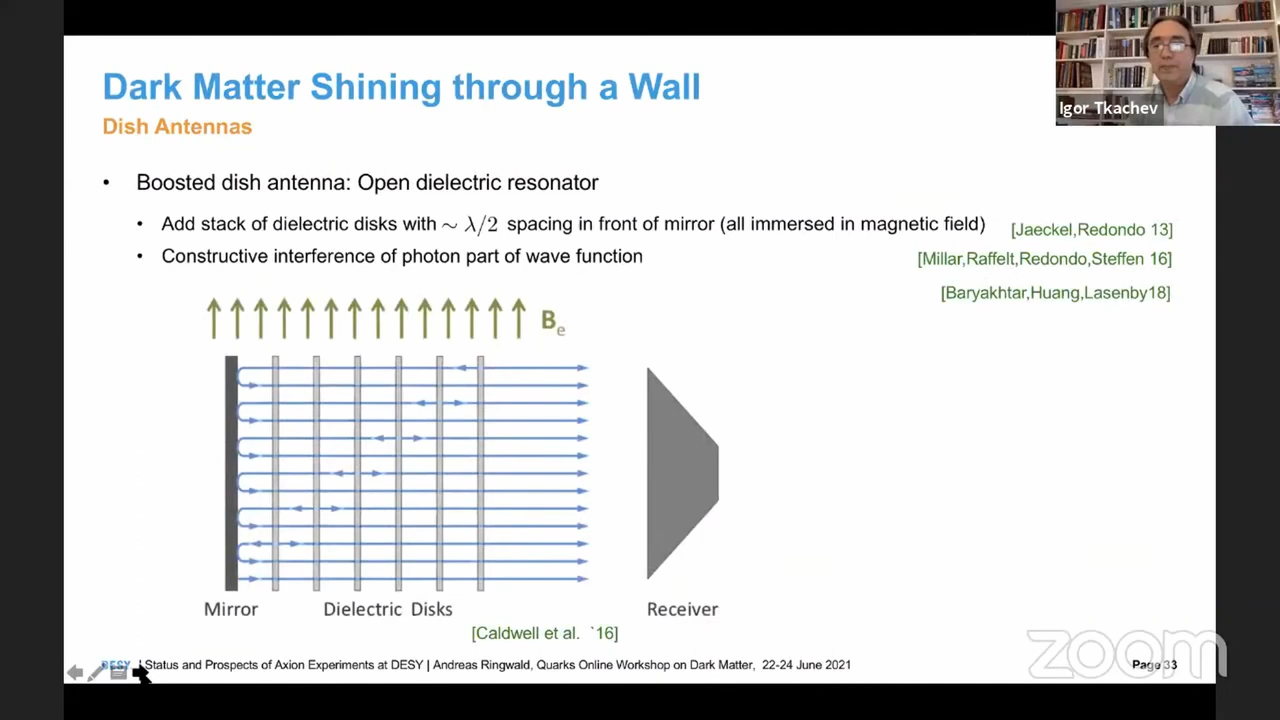 Dark Matter Shining through a Wall
Dish Antennas
Igor Tkachev
• Boosted dish antenna: Open dielectric resonator
• Add stack of dielectric disks with ~ λ/2 spacing in front of mirror (all immersed in magnetic field)
[Jaeckel,Redondo 13]
• Constructive interference of photon part of wave function
[Millar,Raffelt,Redondo,Steffen 16]
[Baryakhtar,Huang,Lasenby18]
Be
Mirror
Dielectric Disks
Receiver
[Caldwell et al. `16]
DESY. | Status and Prospects of Axion Experiments at DESY | Andreas Ringwald, Quarks Online Workshop on Dark Matter, 22-24 June 2021
Page 33
zoom